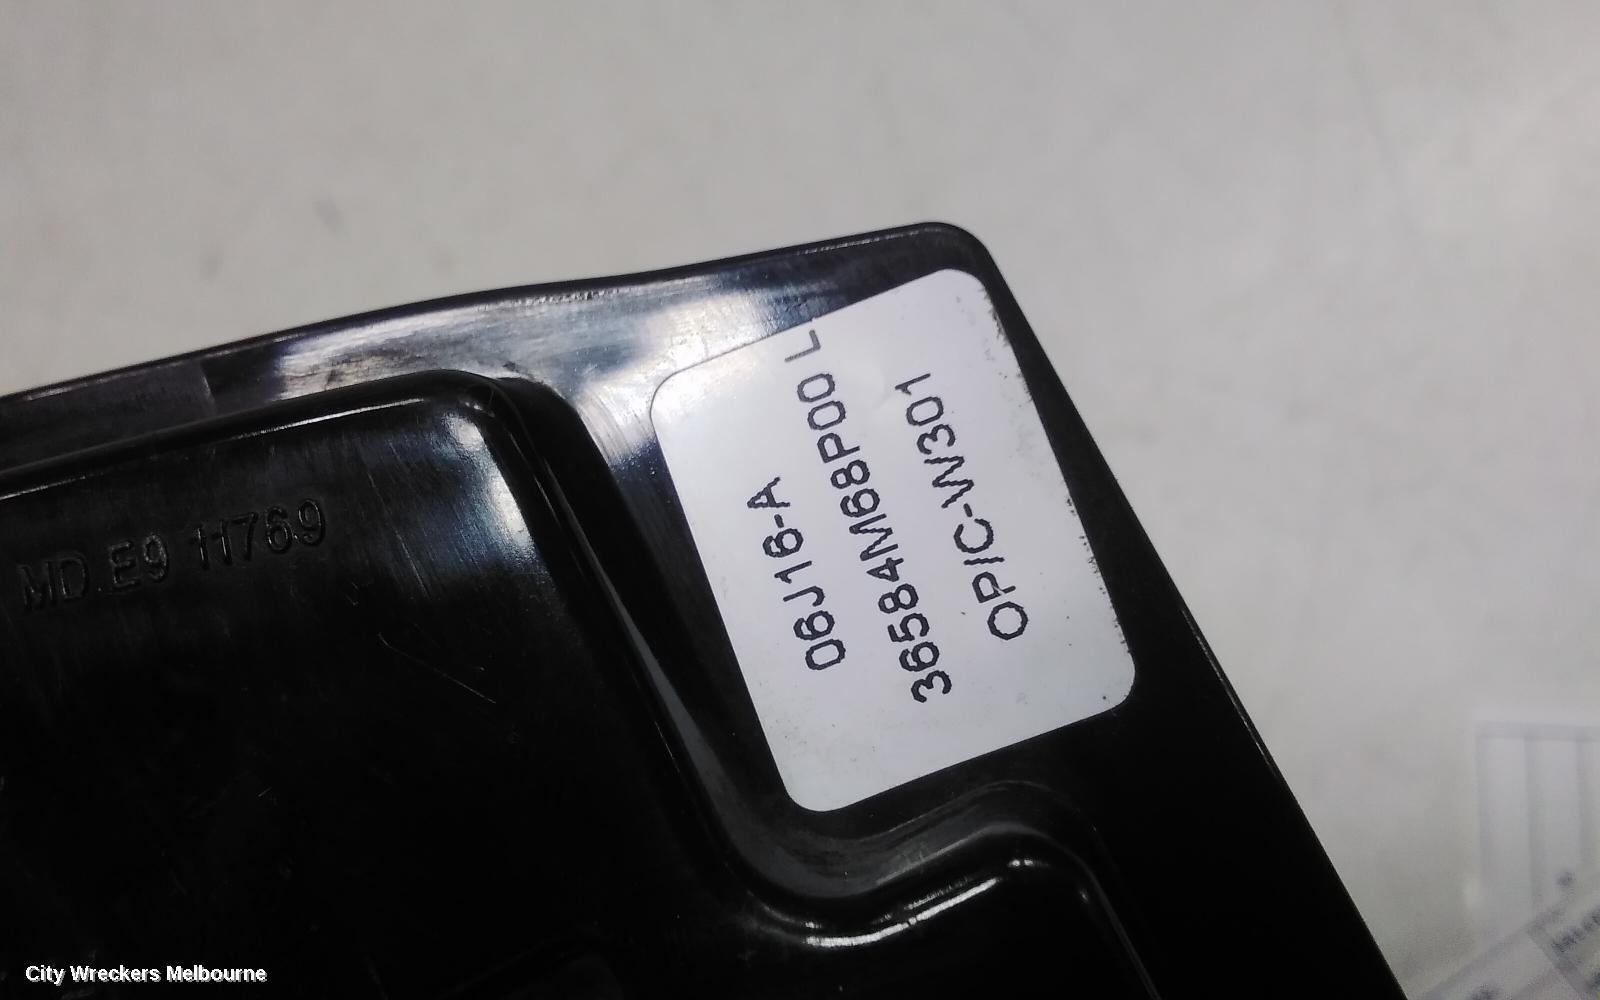 06J16-A
36584M68P00 L
OPIC-W301
MD.E9 11769
City Wreckers Melbourne